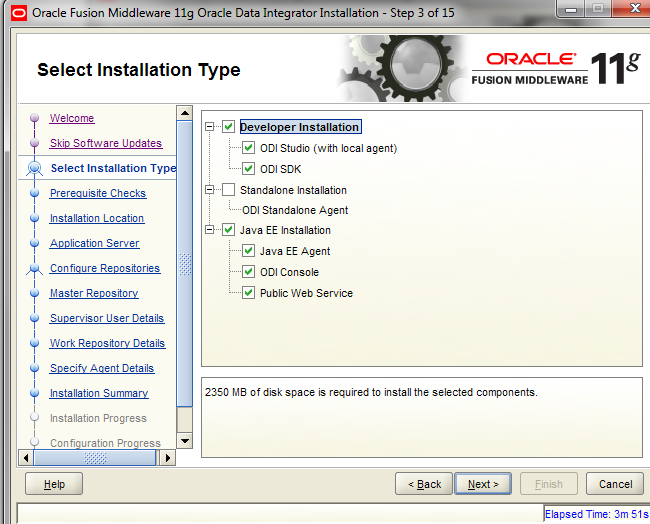 Oracle Fusion Middleware 11g Oracle Data Integrator Installation - Step 3 of 15
Select Installation Type
ORACLE
FUSION MIDDLEWARE 11g
Welcome
Skip Software Updates
Select Installation Type
Prerequisite Checks
Installation Location
Application Server
Configure Repositories
Master Repository
Supervisor User Details
Work Repository Details
Specify Agent Details
Installation Summary
Installation Progress
Configuration Progress
Developer Installation
ODI Studio (with local agent)
ODI SDK
Standalone Installation
ODI Standalone Agent
Java EE Installation
Java EE Agent
ODI Console
Public Web Service
2350 MB of disk space is required to install the selected components.
Help
< Back
Next >
Finish
Cancel
Elapsed Time: 3m 51s